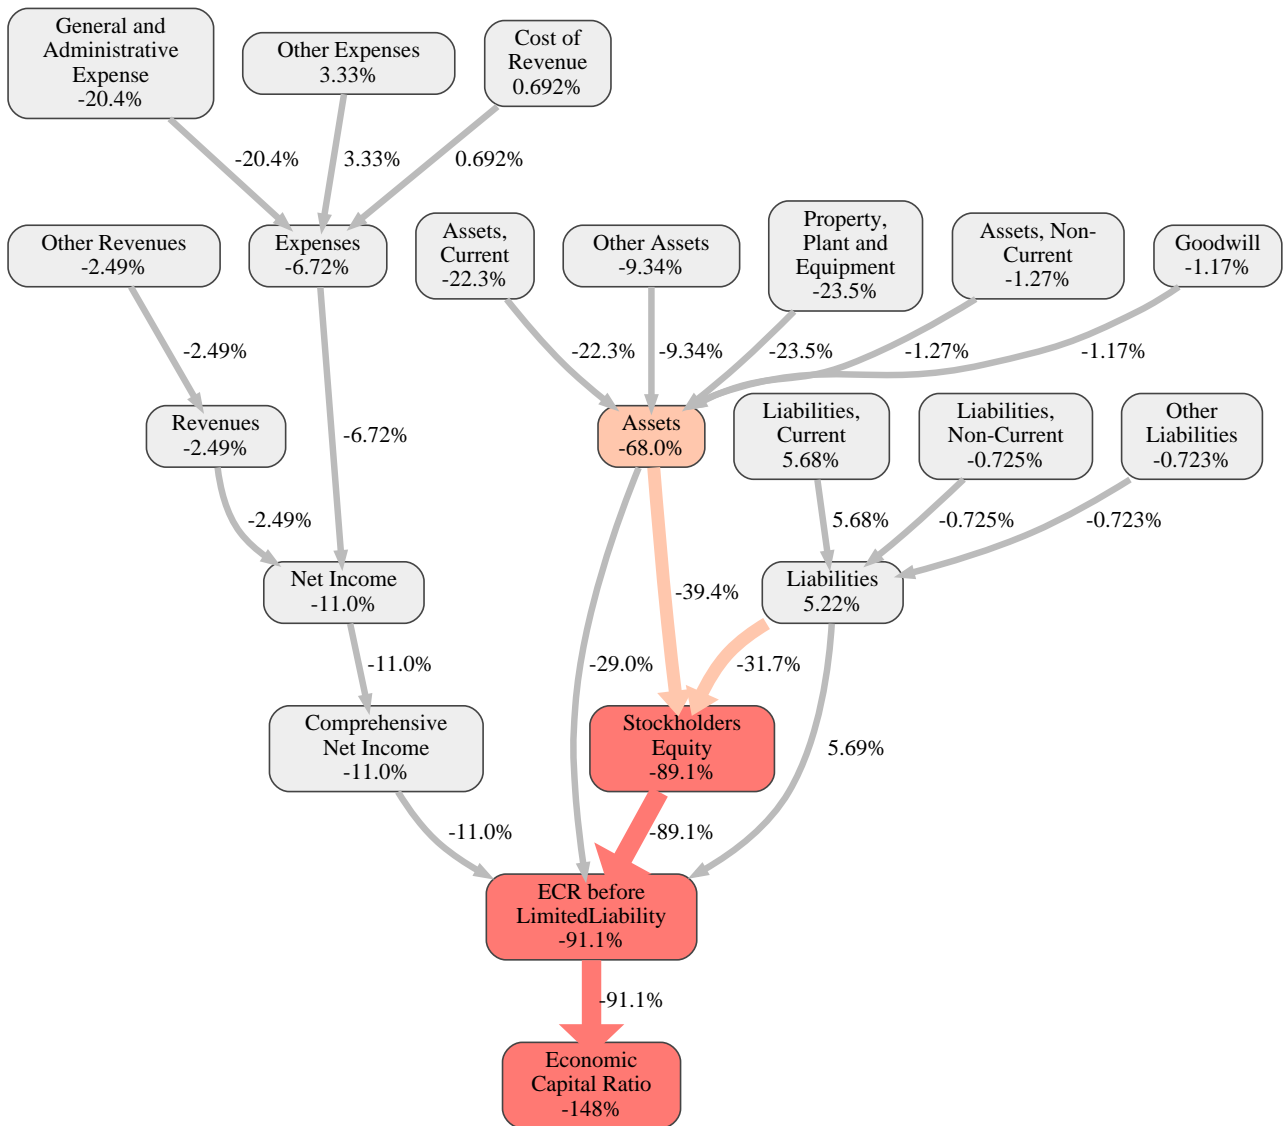 General and
Administrative
Expense
-20.4%
Other Expenses
3.33%
Cost of
Revenue
0.692%
-20.4%
3.33%
0.692%
Other Revenues
-2.49%
Expenses
-6.72%
Assets,
Current
-22.3%
Other Assets
-9.34%
Property,
Plant and
Equipment
-23.5%
Assets, Non-
Current
-1.27%
Goodwill
-1.17%
-2.49%
-22.3%
-9.34%
-23.5%
-1.27%
-1.17%
Revenues
-2.49%
-6.72%
Assets
-68.0%
Liabilities,
Current
5.68%
Liabilities,
Non-Current
-0.725%
Other
Liabilities
-0.723%
-2.49%
5.68%
-0.725%
-0.723%
Net Income
-11.0%
-39.4%
Liabilities
5.22%
-11.0%
-29.0%
-31.7%
Comprehensive
Net Income
-11.0%
Stockholders
Equity
-89.1%
5.69%
-11.0%
-89.1%
ECR before
LimitedLiability
-91.1%
-91.1%
Economic
Capital Ratio
-148%